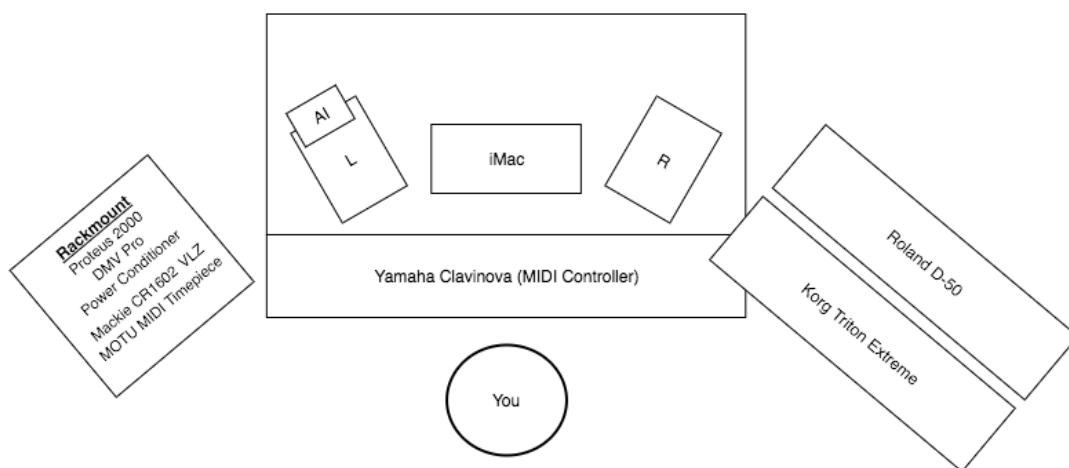 Rackmount
Proteus 2000
DMV Pro
Power Conditioner
Mackie CR1602 VLZ
MOTU MIDI Timepiece
AI
L
iMac
R
Yamaha Clavinova (MIDI Controller)
Roland D-50
Korg Triton Extreme
You